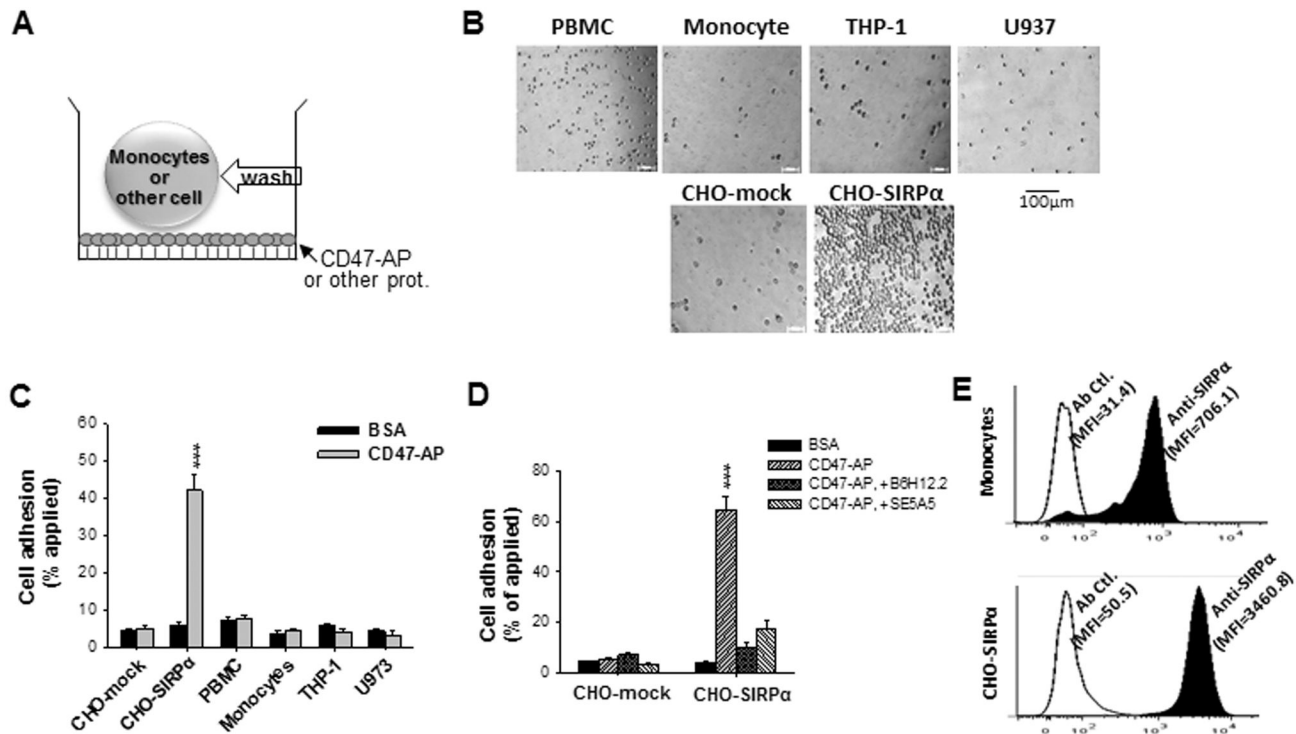 A
Monocytes
or
other cell
wash
CD47-AP
or other prot.
B
PBMC
Monocyte
THP-1
U937
CHO-mock
CHO-SIRPα
100μm
C
Cell adhesion
(% applied)
60
50
40
30
20
10
0
***
BSA
CD47-AP
CHO-mock
CHO-SIRPα
PBMC
Monocytes
THP-1
U973
D
Cell adhesion
(% of applied)
80
60
40
20
0
***
BSA
CD47-AP
CD47-AP, +B6H12.2
CD47-AP, +SE5A5
CHO-mock
CHO-SIRPα
E
Monocytes
Ab Ctl.
(MFI=31.4)
Anti-SIRPα
(MFI=706.1)
0 10² 10³ 10⁴
CHO-SIRPα
Ab Ctl.
(MFI=50.5)
Anti-SIRPα
(MFI=3460.8)
0 10² 10³ 10⁴